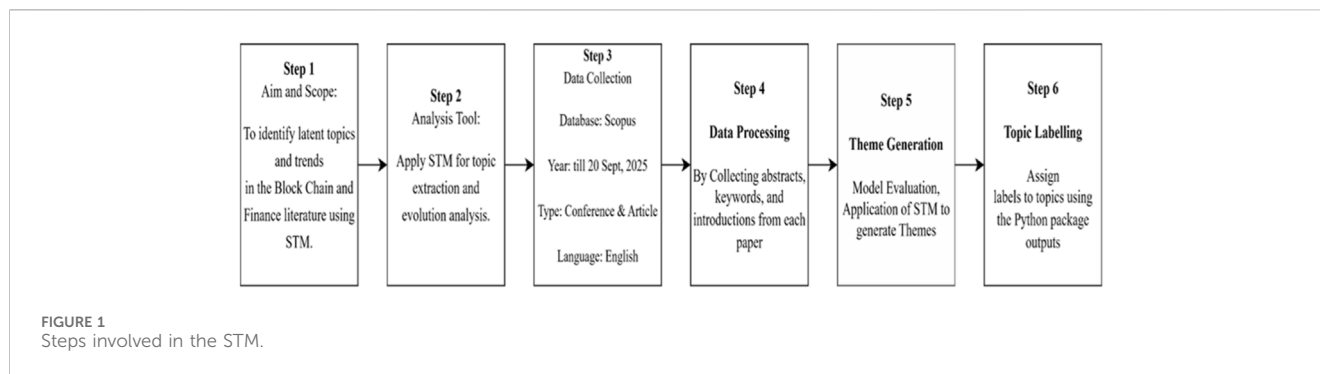 Step 1
Aim and Scope:
To identify latent topics
and trends
in the Block Chain and
Finance literature using
STM.
Step 2
Analysis Tool:
Apply STM for topic
extraction and
evolution analysis.
Step 3
Data Collection
Database: Scopus
Year: till 20 Sept, 2025
Type: Conference & Article
Language: English
Step 4
Data Processing
By Collecting abstracts,
keywords, and
introductions from each
paper
Step 5
Theme Generation
Model Evaluation,
Application of STM to
generate Themes
Step 6
Topic Labelling
Assign
labels to topics using
the Python package
outputs
FIGURE 1
Steps involved in the STM.